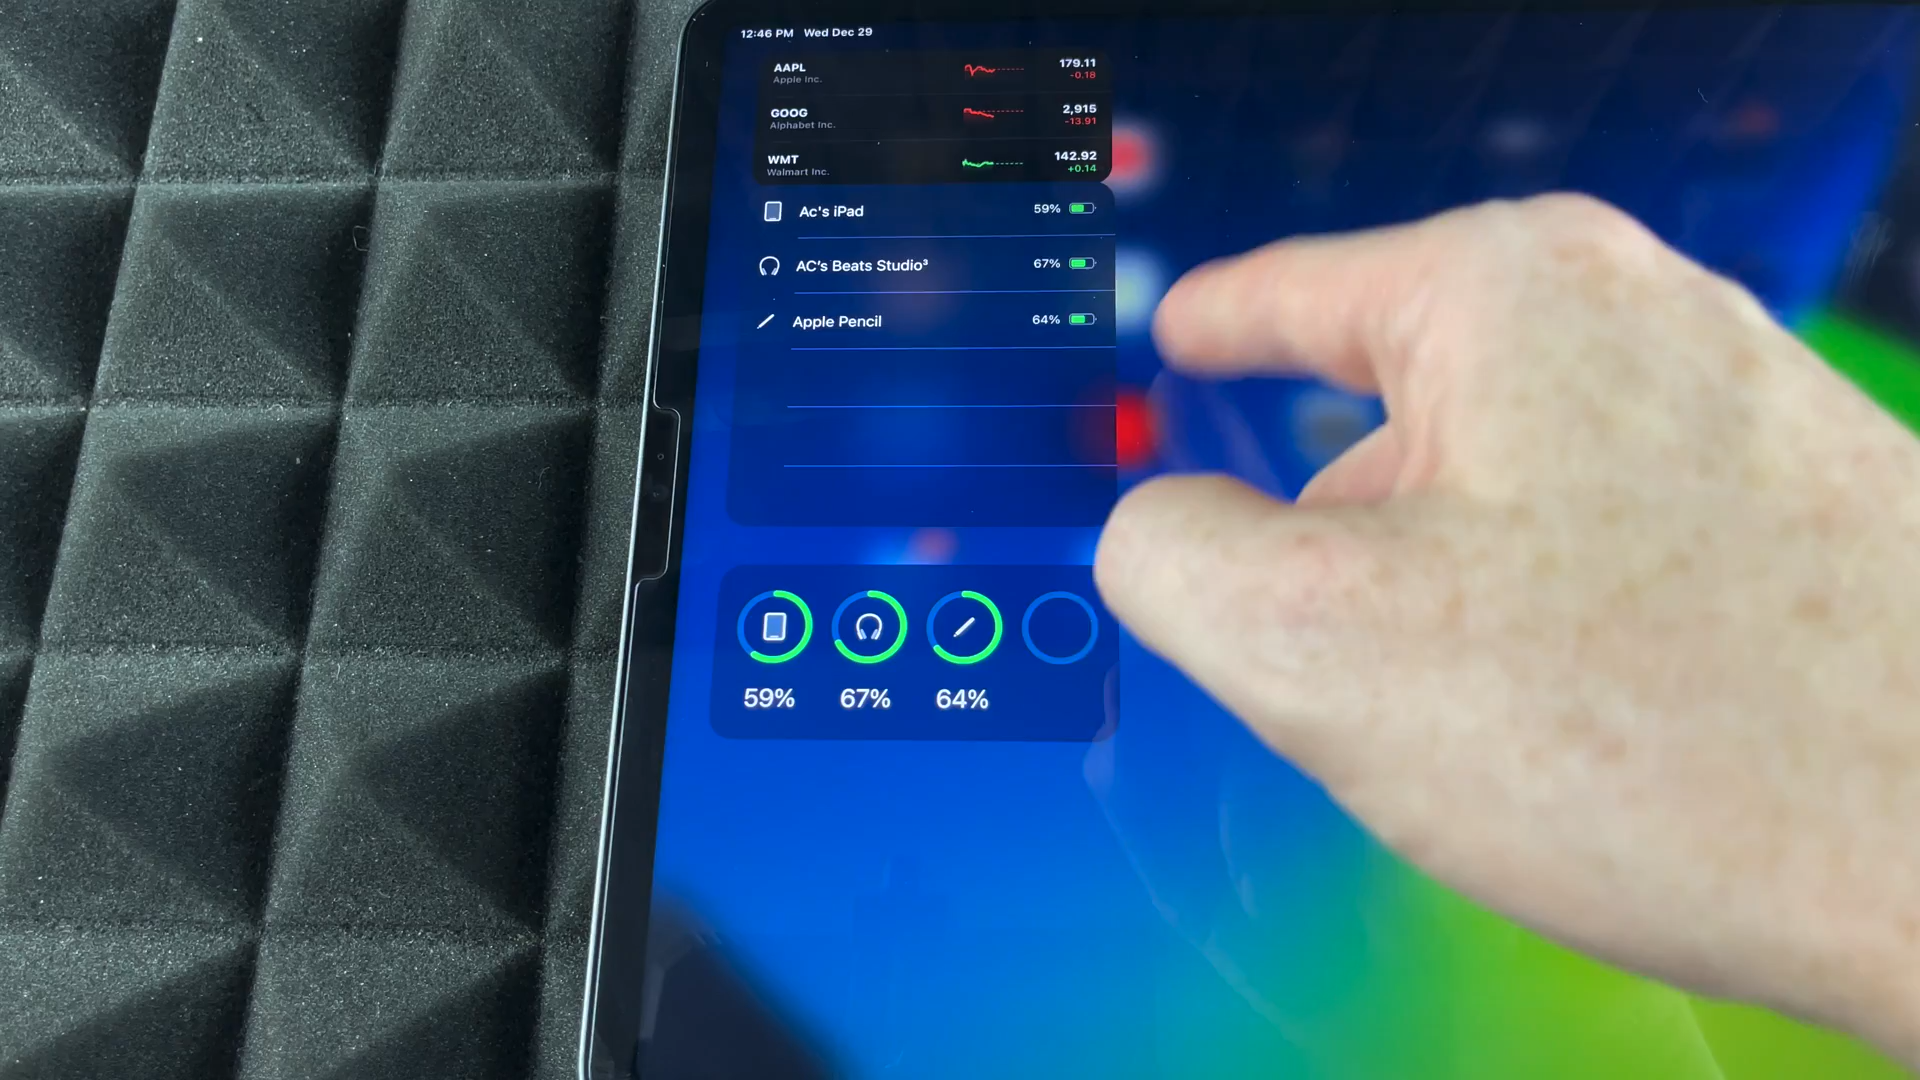 12:46 PM Wed Dec 29
AAPL 179.11
Apple Inc. -0.18
GOOG 2,915
Alphabet Inc. -13.91
WMT 142.92
Walmart Inc. +0.14
Ac's iPad 59%
AC's Beats Studio³ 67%
Apple Pencil 64%
59% 67% 64%